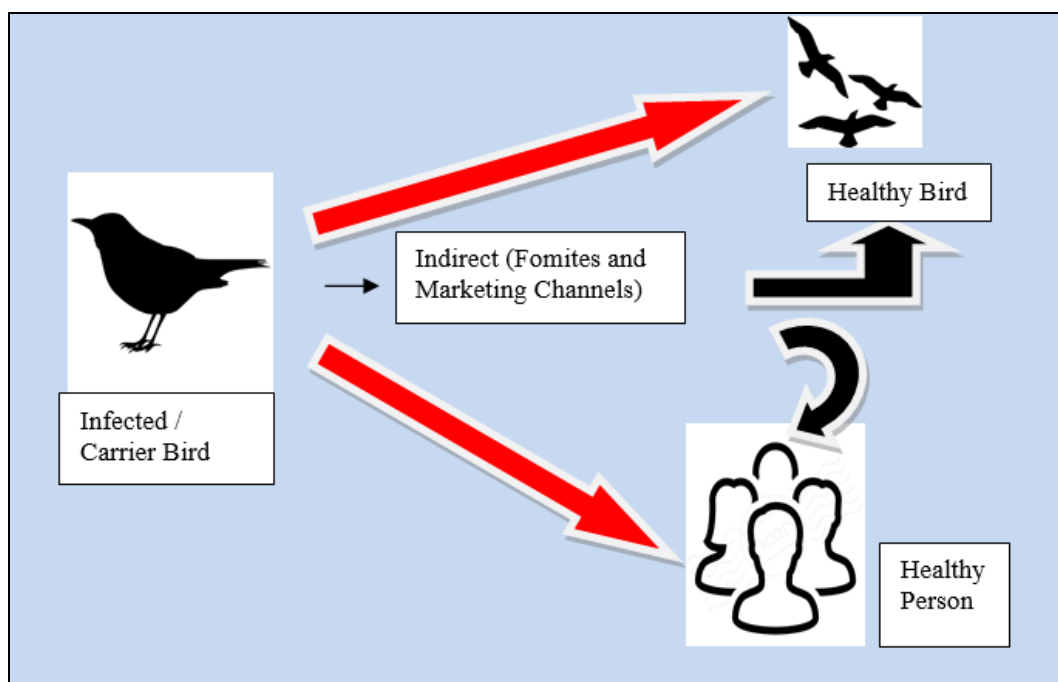 Healthy Bird
Indirect (Fomites and
Marketing Channels)
Infected /
Carrier Bird
Healthy
Person